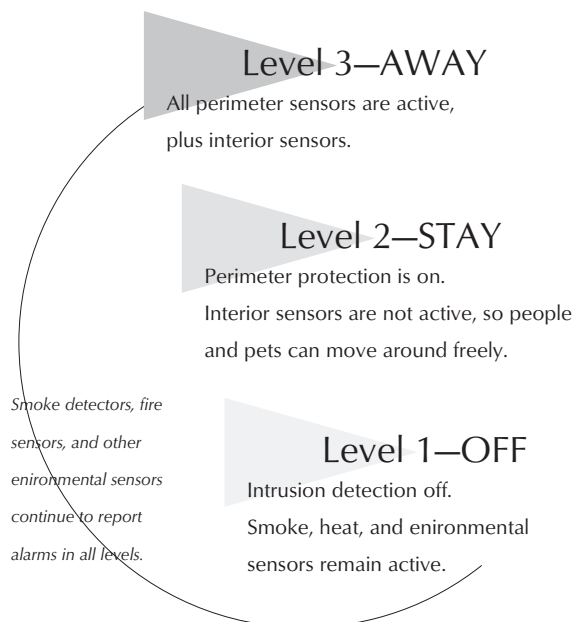 Level 3—AWAY
All perimeter sensors are active,
plus interior sensors.
Level 2—STAY
Perimeter protection is on.
Interior sensors are not active, so people
and pets can move around freely.
Smoke detectors, fire
sensors, and other
enironmental sensors
continue to report
alarms in all levels.
Level 1—OFF
Intrusion detection off.
Smoke, heat, and enironmental
sensors remain active.